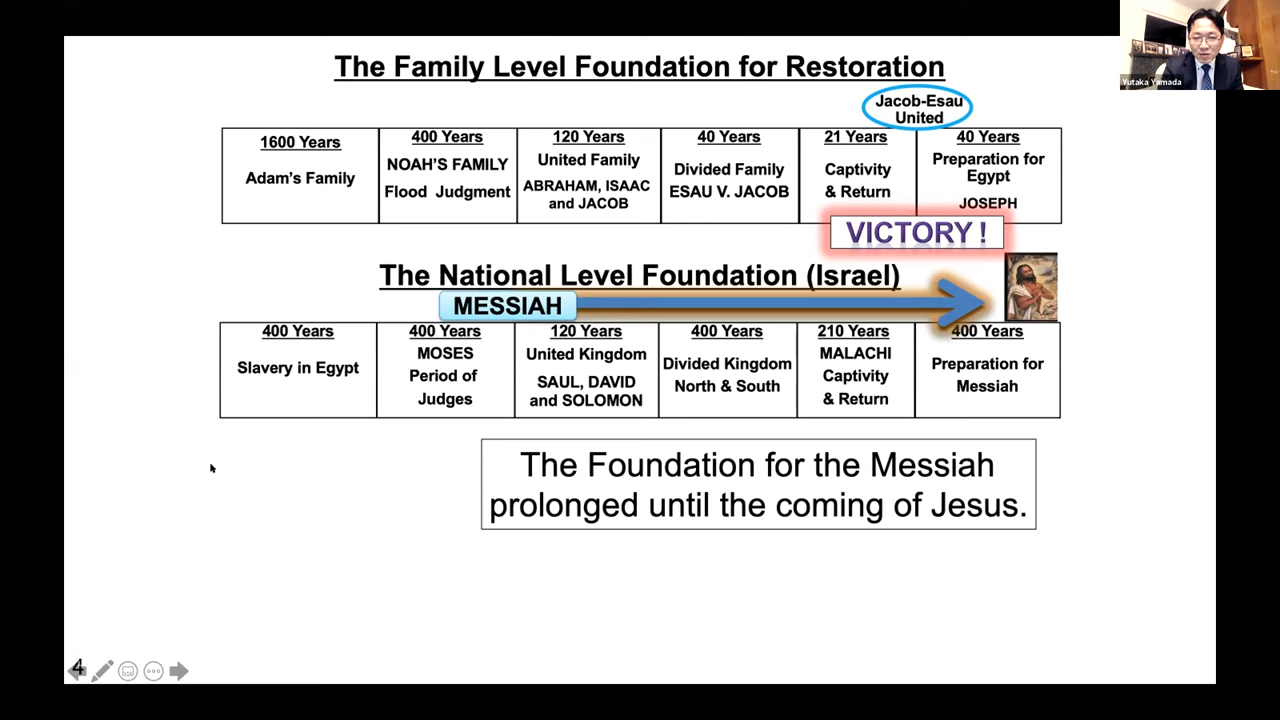 Yutaka Yamada
The Family Level Foundation for Restoration
Jacob-Esau
United
1600 Years
Adam's Family
400 Years
NOAH'S FAMILY
Flood Judgment
120 Years
United Family
ABRAHAM, ISAAC
and JACOB
40 Years
Divided Family
ESAU V. JACOB
21 Years
Captivity
& Return
40 Years
Preparation for
Egypt
JOSEPH
VICTORY !
The National Level Foundation (Israel)
MESSIAH
400 Years
Slavery in Egypt
400 Years
MOSES
Period of
Judges
120 Years
United Kingdom
SAUL, DAVID
and SOLOMON
400 Years
Divided Kingdom
North & South
210 Years
MALACHI
Captivity
& Return
400 Years
Preparation for
Messiah
The Foundation for the Messiah
prolonged until the coming of Jesus.
4